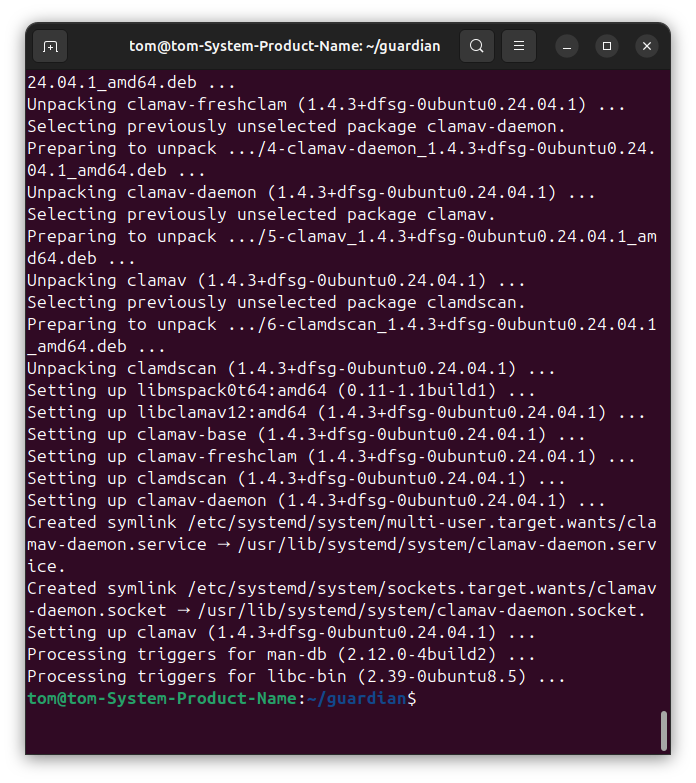 tom@tom-System-Product-Name: ~/guardian
24.04.1_amd64.deb ...
Unpacking clamav-freshclam (1.4.3+dfsg-0ubuntu0.24.04.1) ...
Selecting previously unselected package clamav-daemon.
Preparing to unpack .../4-clamav-daemon_1.4.3+dfsg-0ubuntu0.24.
04.1_amd64.deb ...
Unpacking clamav-daemon (1.4.3+dfsg-0ubuntu0.24.04.1) ...
Selecting previously unselected package clamav.
Preparing to unpack .../5-clamav_1.4.3+dfsg-0ubuntu0.24.04.1_am
d64.deb ...
Unpacking clamav (1.4.3+dfsg-0ubuntu0.24.04.1) ...
Selecting previously unselected package clamdscan.
Preparing to unpack .../6-clamdscan_1.4.3+dfsg-0ubuntu0.24.04.1
_amd64.deb ...
Unpacking clamdscan (1.4.3+dfsg-0ubuntu0.24.04.1) ...
Setting up libmspack0t64:amd64 (0.11-1.1build1) ...
Setting up libclamav12:amd64 (1.4.3+dfsg-0ubuntu0.24.04.1) ...
Setting up clamav-base (1.4.3+dfsg-0ubuntu0.24.04.1) ...
Setting up clamav-freshclam (1.4.3+dfsg-0ubuntu0.24.04.1) ...
Setting up clamdscan (1.4.3+dfsg-0ubuntu0.24.04.1) ...
Setting up clamav-daemon (1.4.3+dfsg-0ubuntu0.24.04.1) ...
Created symlink /etc/systemd/system/multi-user.target.wants/cla
mav-daemon.service → /usr/lib/systemd/system/clamav-daemon.serv
ice.
Created symlink /etc/systemd/system/sockets.target.wants/clamav
-daemon.socket → /usr/lib/systemd/system/clamav-daemon.socket.
Setting up clamav (1.4.3+dfsg-0ubuntu0.24.04.1) ...
Processing triggers for man-db (2.12.0-4build2) ...
Processing triggers for libc-bin (2.39-0ubuntu8.5) ...
tom@tom-System-Product-Name:~/guardian$